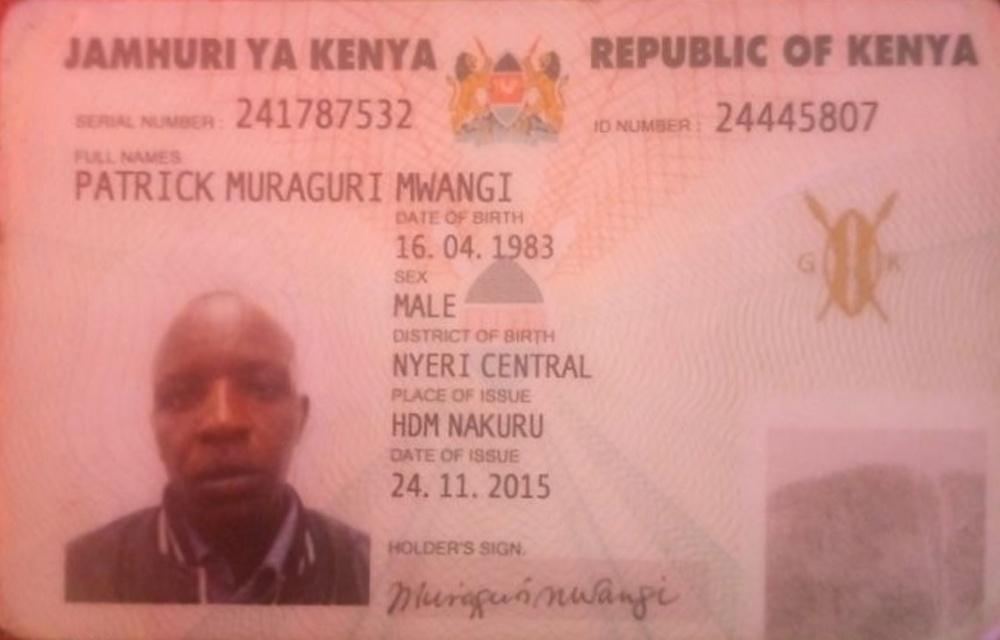 JAMHURI YA KENYA REPUBLIC OF KENYA
SERIAL NUMBER : 241787532 ID NUMBER : 24445807
FULL NAMES
PATRICK MURAGURI MWANGI
DATE OF BIRTH
16. 04. 1983
SEX
MALE
G K
DISTRICT OF BIRTH
NYERI CENTRAL
PLACE OF ISSUE
HDM NAKURU
DATE OF ISSUE
24. 11. 2015
HOLDER'S SIGN.
Muraguri Mwangi